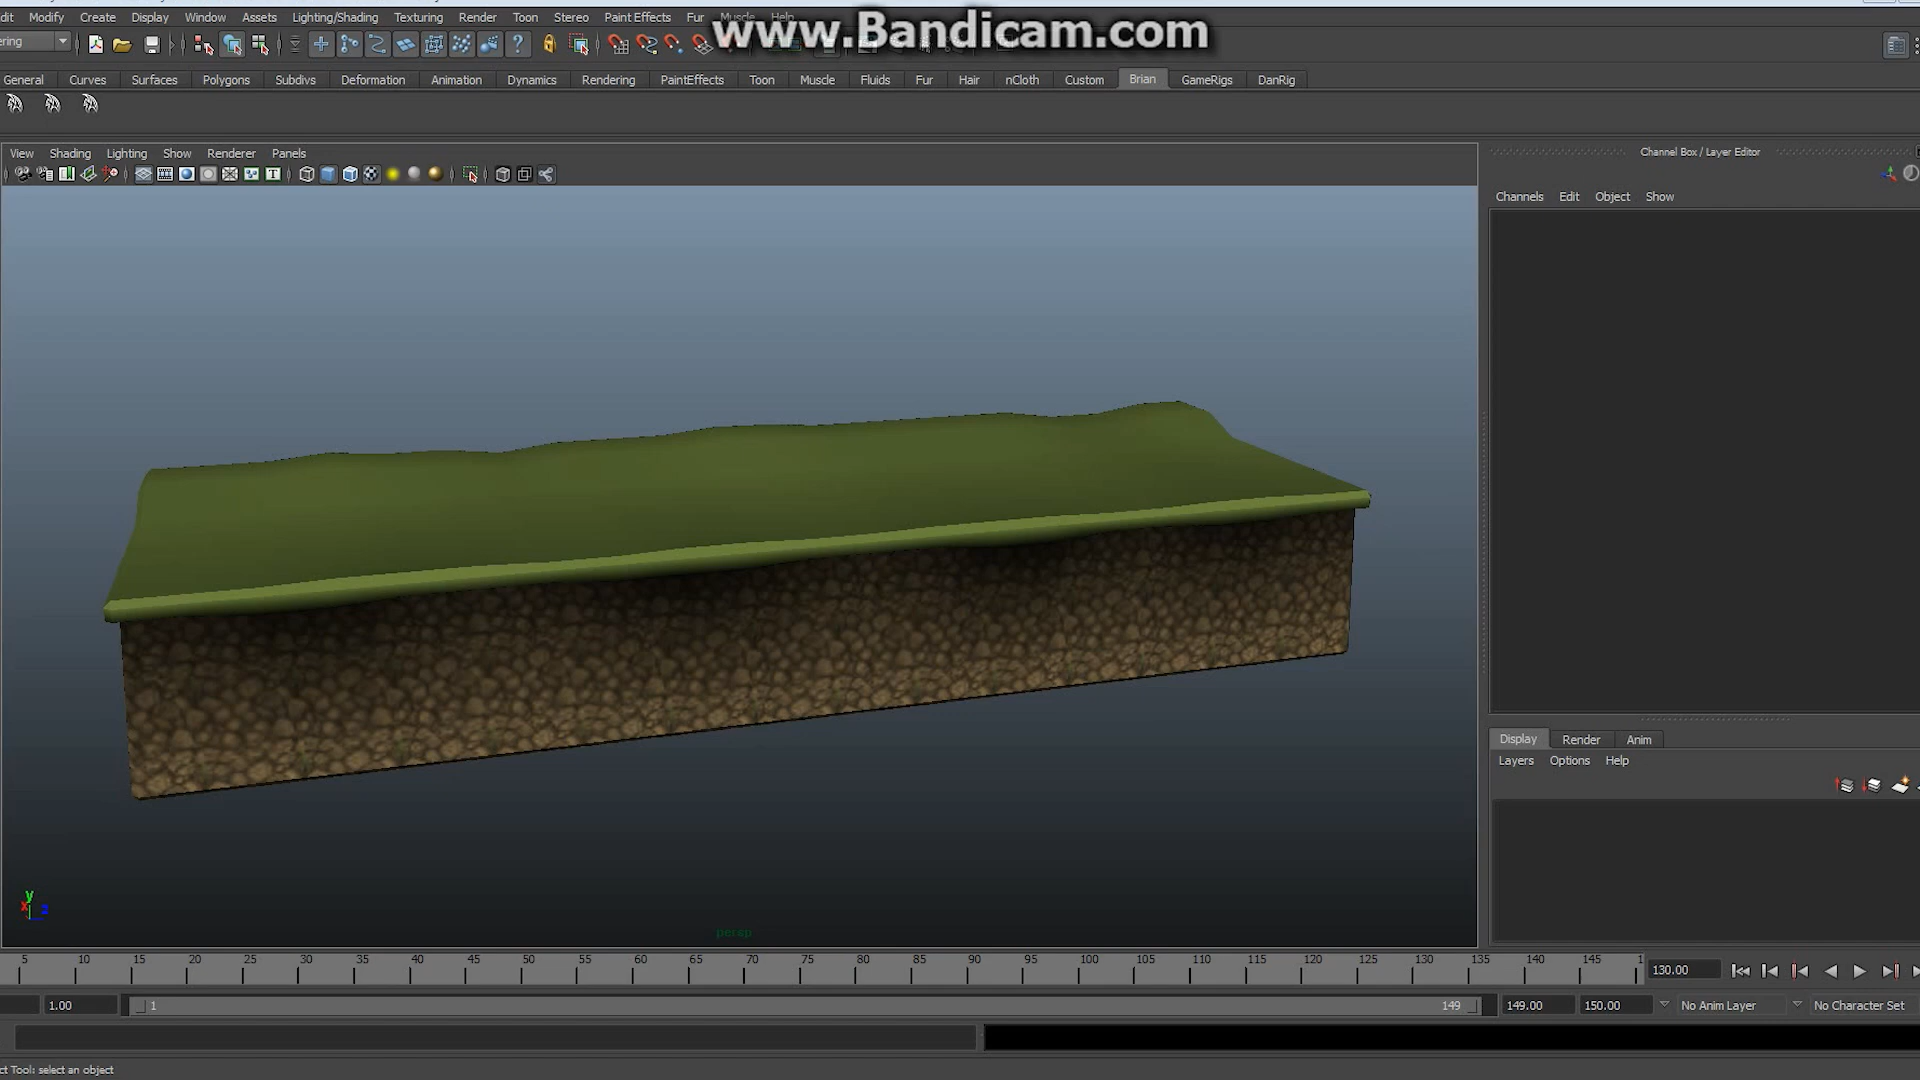 dit Modify Create Display Window Assets Lighting/Shading Texturing Render Toon Stereo Paint Effects Fur Muscle Help
www.Bandicam.com
ering
General Curves Surfaces Polygons Subdivs Deformation Animation Dynamics Rendering PaintEffects Toon Muscle Fluids Fur Hair nCloth Custom Brian GameRigs DanRig
View Shading Lighting Show Renderer Panels
Channel Box / Layer Editor
Channels Edit Object Show
Display Render Anim
Layers Options Help
y
x z
persp
5 10 15 20 25 30 35 40 45 50 55 60 65 70 75 80 85 90 95 100 105 110 115 120 125 130 135 140 145 1
130.00
1.00 1 149 149.00 150.00 No Anim Layer No Character Set
ct Tool: select an object